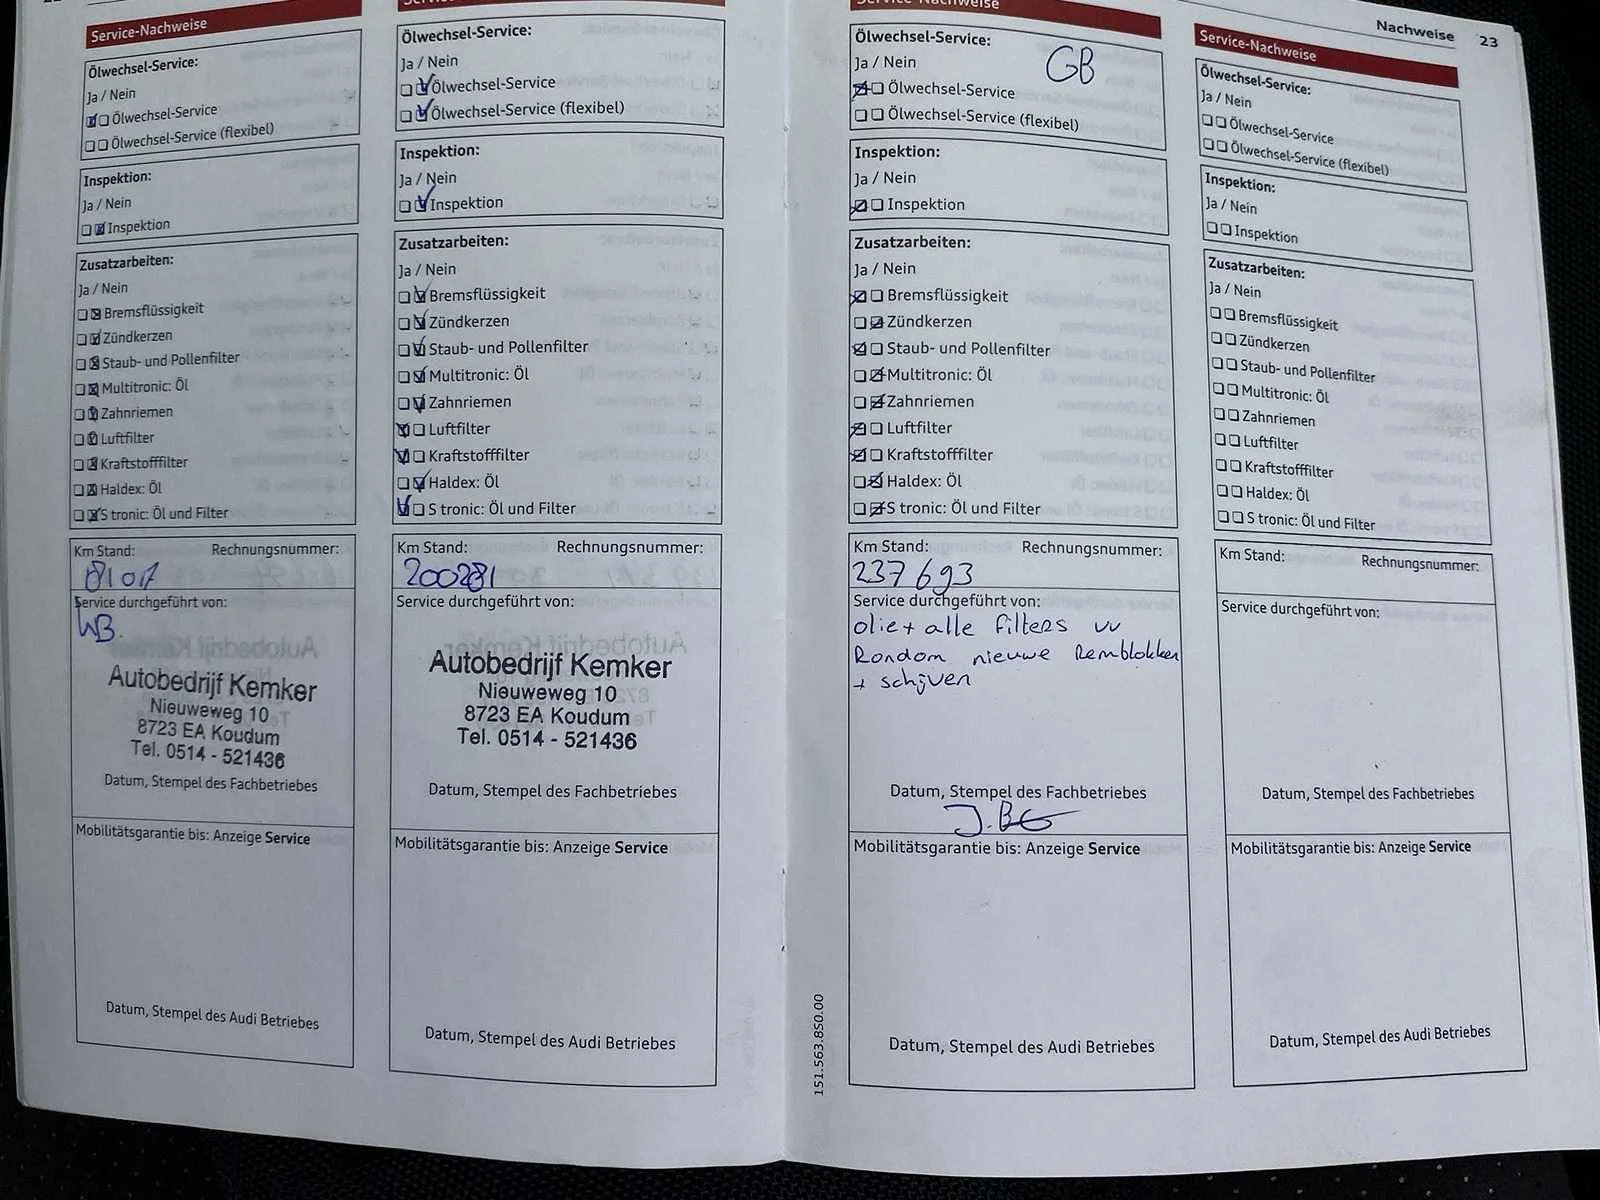 Nachweise 23
Service-Nachweise
Ölwechsel-Service:
Ja / Nein
Ölwechsel-Service
Ölwechsel-Service (flexibel)
Inspektion:
Ja / Nein
Inspektion
Zusatzarbeiten:
Ja / Nein
Bremsflüssigkeit
Zündkerzen
Staub- und Pollenfilter
Multitronic: Öl
Zahnriemen
Luftfilter
Kraftstofffilter
Haldex: Öl
S tronic: Öl und Filter
Km Stand: Rechnungsnummer:
Service durchgeführt von:
WB.
Autobedrijf Kemker
Nieuweweg 10
8723 EA Koudum
Tel. 0514 - 521436
Datum, Stempel des Fachbetriebes
Mobilitätsgarantie bis: Anzeige Service
Datum, Stempel des Audi Betriebes
Ölwechsel-Service:
Ja / Nein
Ölwechsel-Service
Ölwechsel-Service (flexibel)
Inspektion:
Ja / Nein
Inspektion
Zusatzarbeiten:
Ja / Nein
Bremsflüssigkeit
Zündkerzen
Staub- und Pollenfilter
Multitronic: Öl
Zahnriemen
Luftfilter
Kraftstofffilter
Haldex: Öl
S tronic: Öl und Filter
Km Stand: Rechnungsnummer:
200281
Service durchgeführt von:
Autobedrijf Kemker
Nieuweweg 10
8723 EA Koudum
Tel. 0514 - 521436
Datum, Stempel des Fachbetriebes
Mobilitätsgarantie bis: Anzeige Service
Datum, Stempel des Audi Betriebes
Service-Nachweise
Ölwechsel-Service:
GB
Ja / Nein
Ölwechsel-Service
Ölwechsel-Service (flexibel)
Inspektion:
Ja / Nein
Inspektion
Zusatzarbeiten:
Ja / Nein
Bremsflüssigkeit
Zündkerzen
Staub- und Pollenfilter
Multitronic: Öl
Zahnriemen
Luftfilter
Kraftstofffilter
Haldex: Öl
S tronic: Öl und Filter
Km Stand: Rechnungsnummer:
237693
Service durchgeführt von:
olie + alle filters vv
Rondom nieuwe Remblokken
+ schijven
Datum, Stempel des Fachbetriebes
Mobilitätsgarantie bis: Anzeige Service
Datum, Stempel des Audi Betriebes
151.563.850.00
Service-Nachweise
Ölwechsel-Service:
Ja / Nein
Ölwechsel-Service
Ölwechsel-Service (flexibel)
Inspektion:
Ja / Nein
Inspektion
Zusatzarbeiten:
Ja / Nein
Bremsflüssigkeit
Zündkerzen
Staub- und Pollenfilter
Multitronic: Öl
Zahnriemen
Luftfilter
Kraftstofffilter
Haldex: Öl
S tronic: Öl und Filter
Km Stand: Rechnungsnummer:
Service durchgeführt von:
Datum, Stempel des Fachbetriebes
Mobilitätsgarantie bis: Anzeige Service
Datum, Stempel des Audi Betriebes